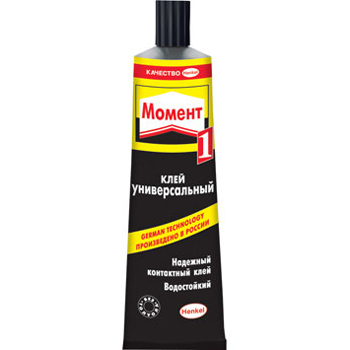 КАЧЕСТВО Henkel
Момент
1
КЛЕЙ
УНИВЕРСАЛЬНЫЙ
GERMAN TECHNOLOGY
ПРОИЗВЕДЕНО В РОССИИ
Надежный
контактный клей
Водостойкий
Henkel